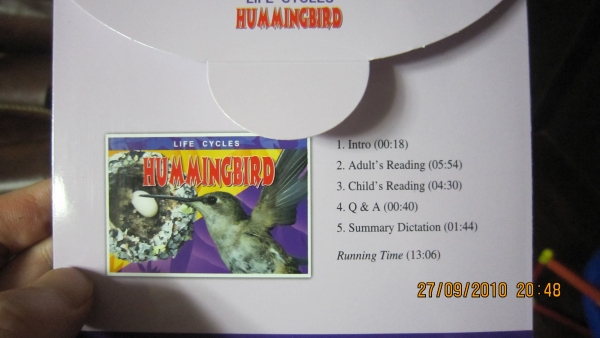 LIFE CYCLES
HUMMINGBIRD
LIFE CYCLES
HUMMINGBIRD
1. Intro (00:18)
2. Adult's Reading (05:54)
3. Child's Reading (04:30)
4. Q & A (00:40)
5. Summary Dictation (01:44)
Running Time (13:06)
27/09/2010 20:48